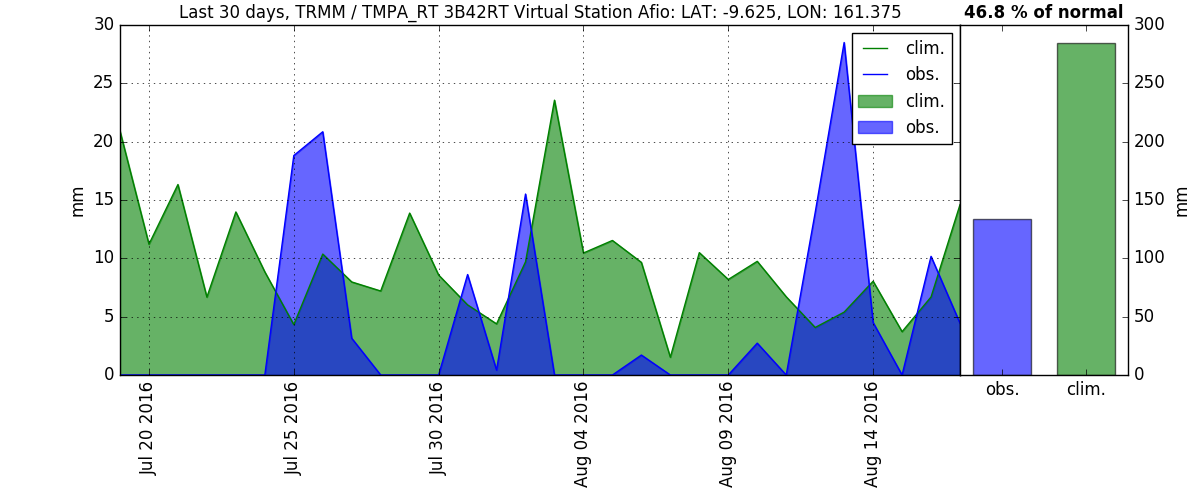 Last 30 days, TRMM / TMPA_RT 3B42RT Virtual Station Afio: LAT: -9.625, LON: 161.375
46.8 % of normal
30
25
20
15
10
5
0
mm
clim.
obs.
clim.
obs.
300
250
200
150
100
50
0
mm
obs.
clim.
Jul 20 2016
Jul 25 2016
Jul 30 2016
Aug 04 2016
Aug 09 2016
Aug 14 2016